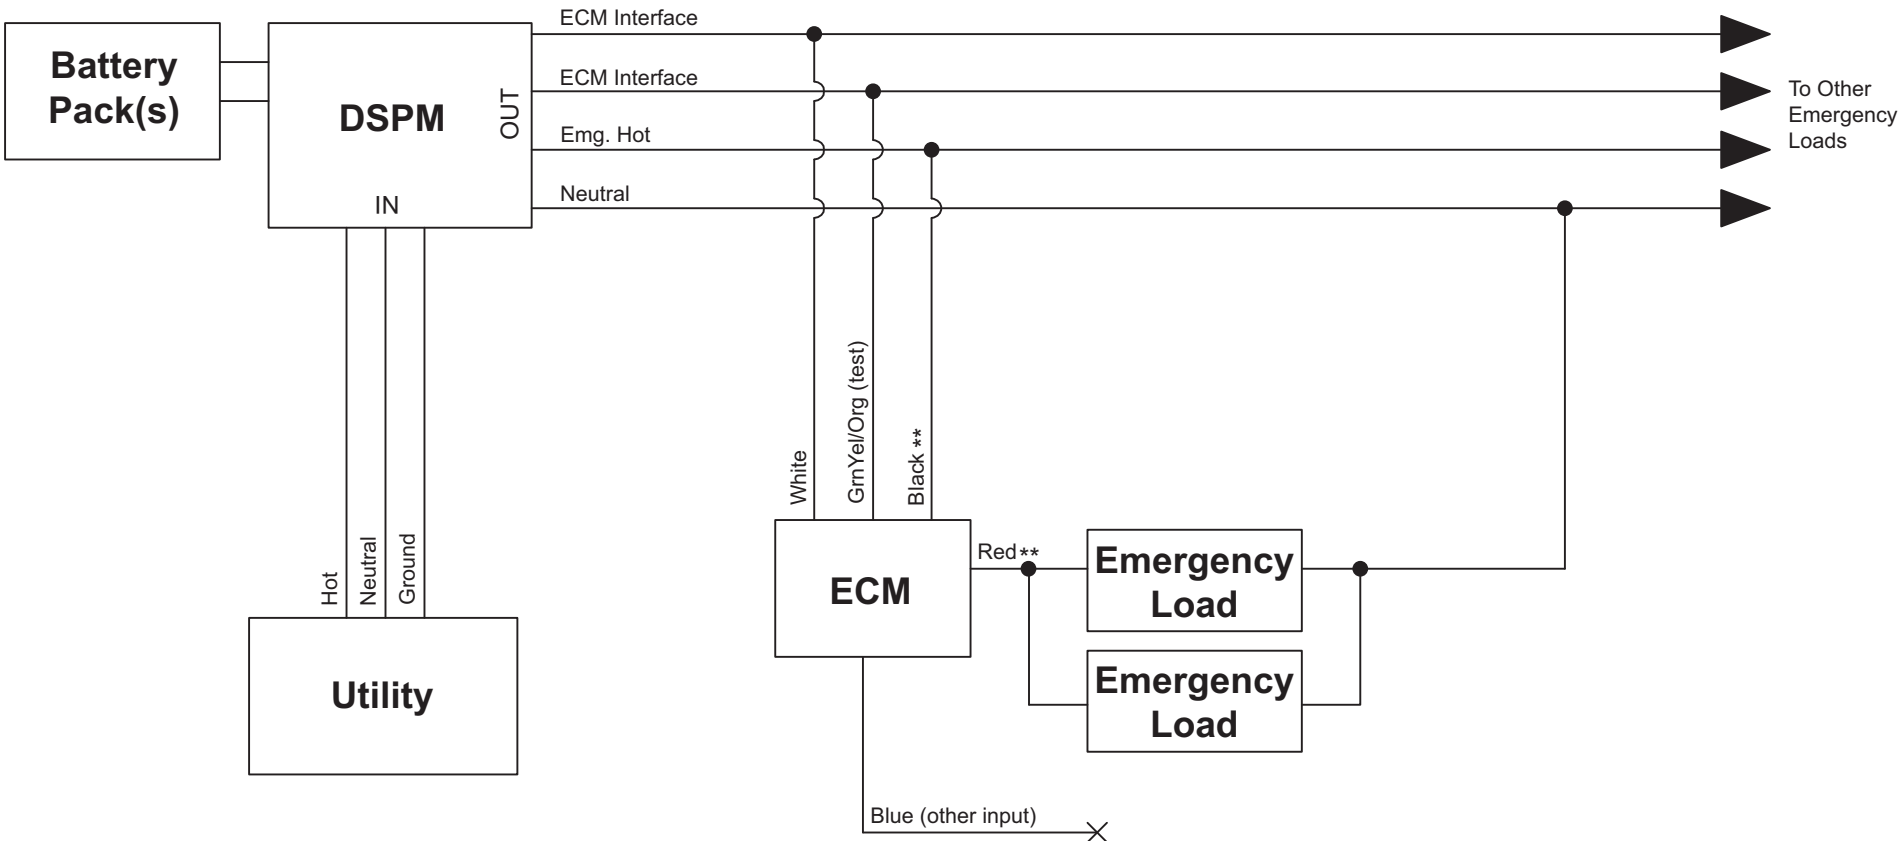 ECM Interface
Battery
Pack(s)
DSPM
OUT
IN
ECM Interface
Emg. Hot
Neutral
To Other
Emergency
Loads
Hot
Neutral
Ground
Utility
White
GrnYel/Org (test)
Black **
ECM
Red**
Emergency
Load
Emergency
Load
Blue (other input)